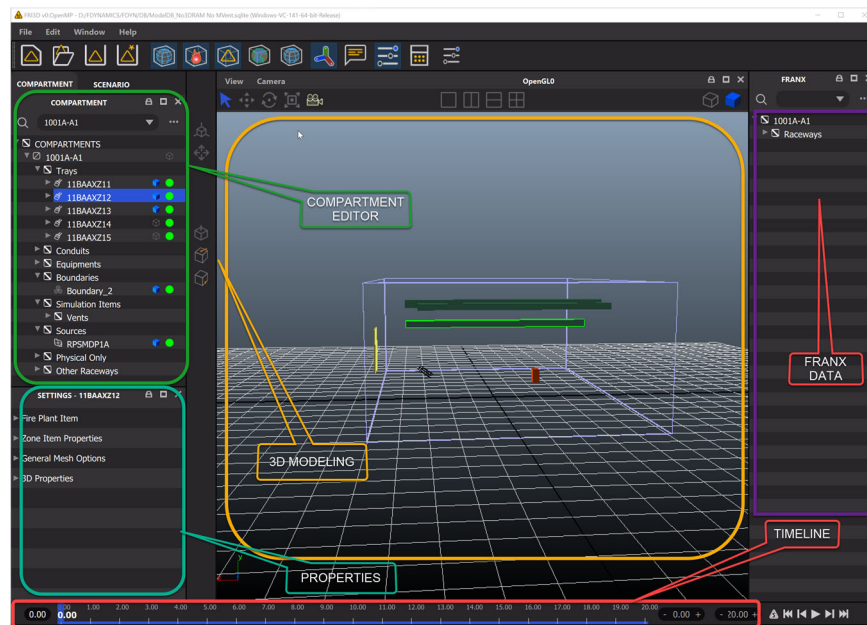 FRI3D v0.OpenMP - D:/FDYNAMICS/FDYN/DB/ModelDB_No3DRAM No MVent.sqlite (Windows-VC-141-64-bit-Release)
File Edit Window Help
COMPARTMENT SCENARIO
COMPARTMENT
1001A-A1
COMPARTMENTS
1001A-A1
Trays
11BAAXZ11
11BAAXZ12
11BAAXZ13
11BAAXZ14
11BAAXZ15
Conduits
Equipments
Boundaries
Boundary_2
Simulation Items
Vents
Sources
RPSMDP1A
Physical Only
Other Raceways
SETTINGS - 11BAAXZ12
Fire Plant Item
Zone Item Properties
General Mesh Options
3D Properties
View Camera OpenGL0
COMPARTMENT
EDITOR
3D MODELING
PROPERTIES
y
FRANX
1001A-A1
Raceways
FRANX
DATA
TIMELINE
0.00 0.00 1.00 2.00 3.00 4.00 5.00 6.00 7.00 8.00 9.00 10.00 11.00 12.00 13.00 14.00 15.00 16.00 17.00 18.00 19.00 20.00 - 0.00 + - 20.00 +